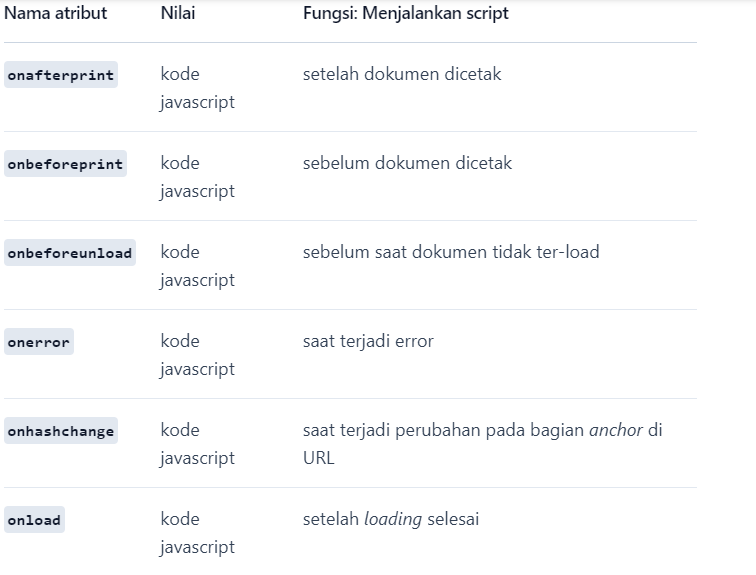 Nama atribut Nilai Fungsi: Menjalankan script
onafterprint kode setelah dokumen dicetak
javascript
onbeforeprint kode sebelum dokumen dicetak
javascript
onbeforeunload kode sebelum saat dokumen tidak ter-load
javascript
onerror kode saat terjadi error
javascript
onhashchange kode saat terjadi perubahan pada bagian anchor di
javascript URL
onload kode setelah loading selesai
javascript